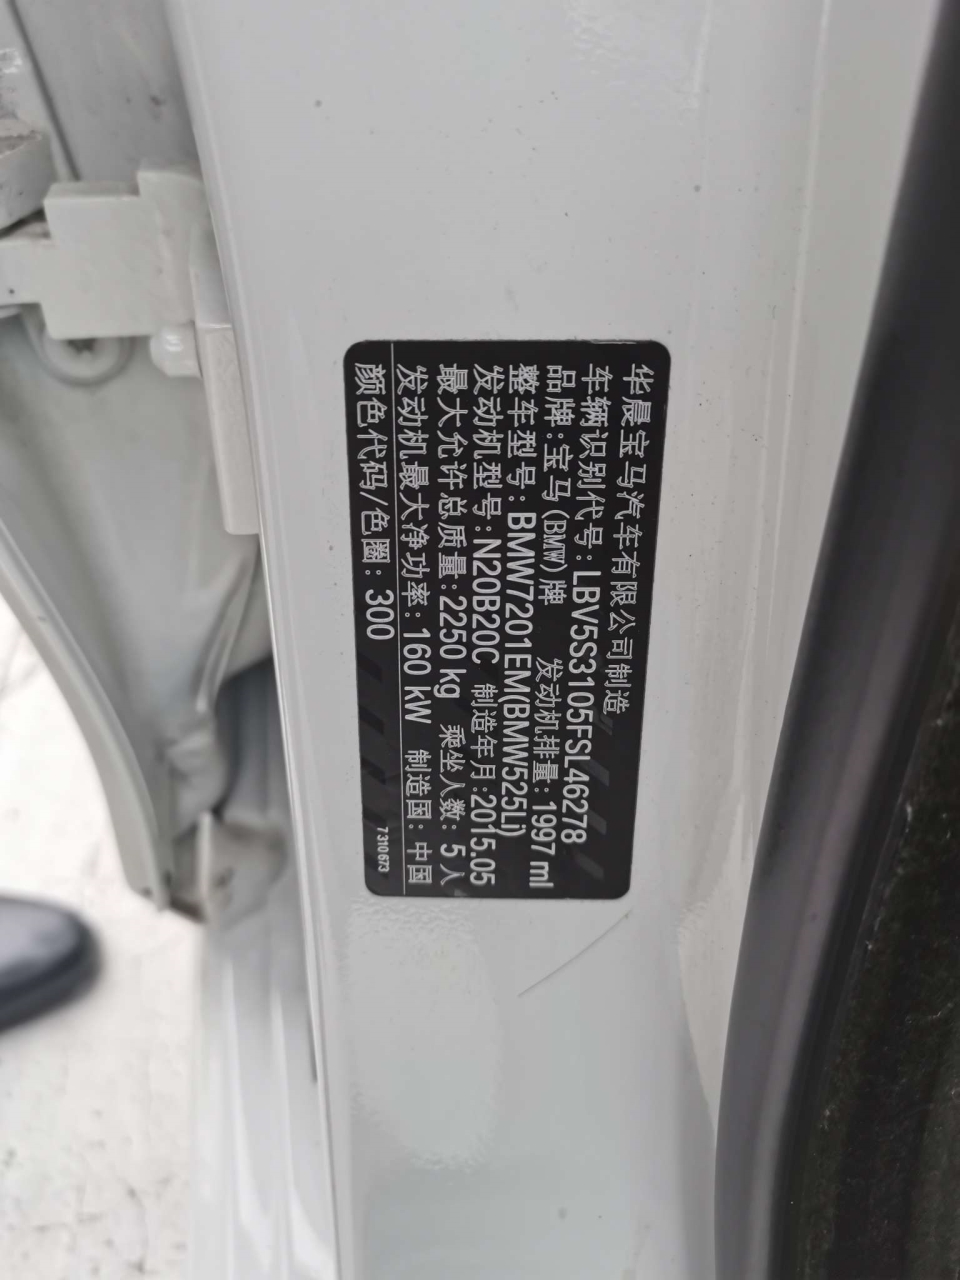 华晨宝马汽车有限公司制造
车辆识别代号:LBV5S3105FSL46278
品牌:宝马(BMW)牌 发动机排量:1997 ml
整车型号:BMW7201EM(BMW525Li)
发动机型号:N20B20C 制造年月:2015.05
最大允许总质量:2250 kg 乘坐人数:5人
发动机最大净功率:160 kW 制造国:中国
颜色代码/色圈:300
7 310 673